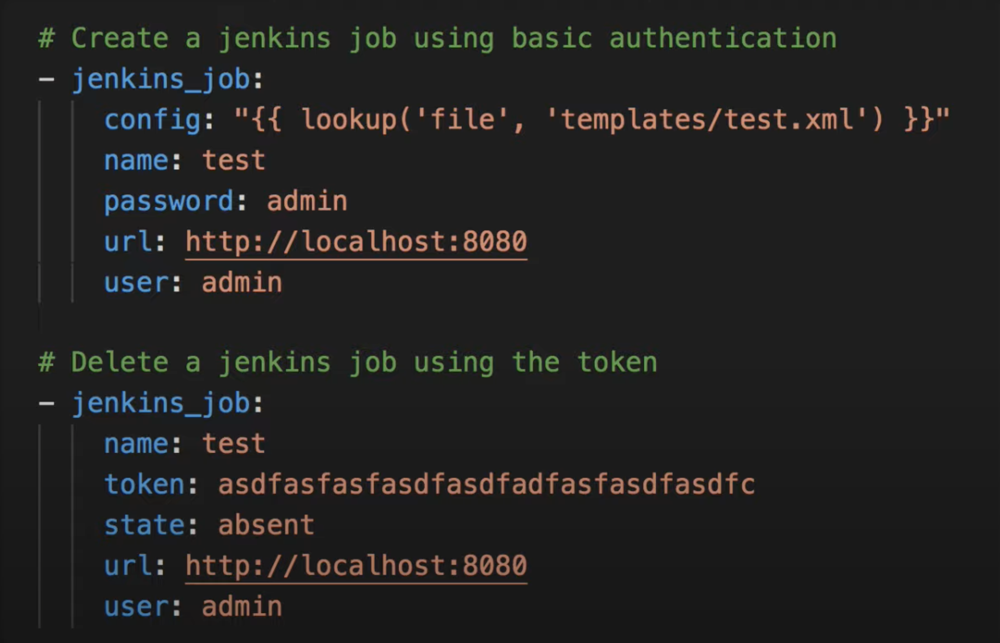 # Create a jenkins job using basic authentication
- jenkins_job:
    config: "{{ lookup('file', 'templates/test.xml') }}"
    name: test
    password: admin
    url: http://localhost:8080
    user: admin

# Delete a jenkins job using the token
- jenkins_job:
    name: test
    token: asdfasfasfasdfasdfadfasfasdfasdfc
    state: absent
    url: http://localhost:8080
    user: admin